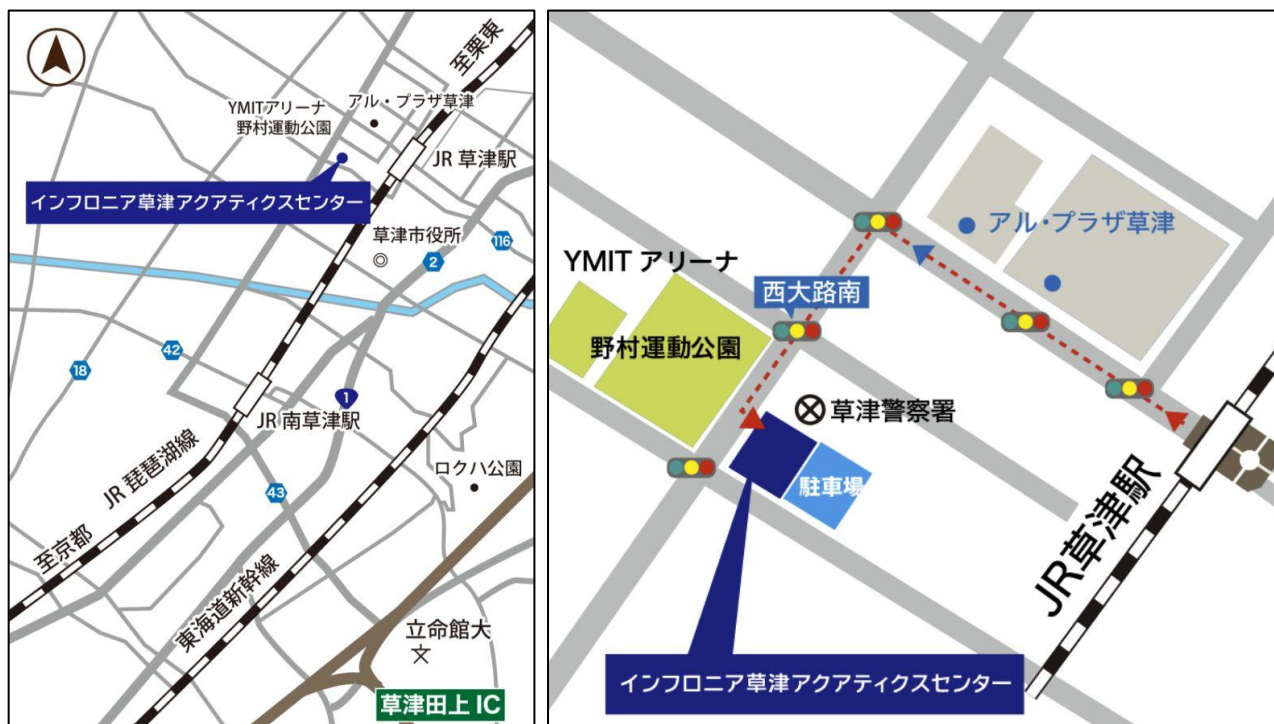 至栗東
YMITアリーナ
アル・プラザ草津
野村運動公園
JR 草津駅
インフロニア草津アクアティクスセンター
草津市役所
116
2
42
18
1
JR 南草津駅
ロクハ公園
JR 琵琶湖線
43
至京都
東海道新幹線
立命館大
草津田上 IC
アル・プラザ草津
YMIT アリーナ
西大路南
野村運動公園
草津警察署
駐車場
JR草津駅
インフロニア草津アクアティクスセンター